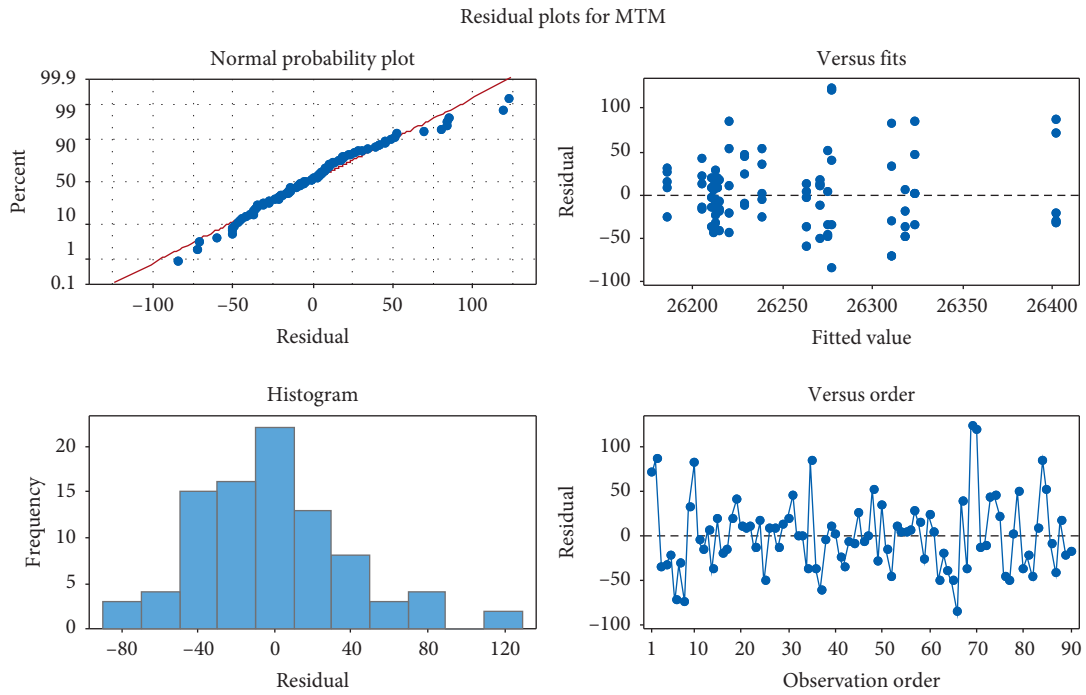 Residual plots for MTM
Normal probability plot
99.9
99
90
50
10
1
0.1
Percent
−100 −50 0 50 100
Residual
Versus fits
100
50
0
−50
−100
Residual
26200 26250 26300 26350 26400
Fitted value
Histogram
20
15
10
5
0
Frequency
−80 −40 0 40 80 120
Residual
Versus order
100
50
0
−50
−100
Residual
1 10 20 30 40 50 60 70 80 90
Observation order